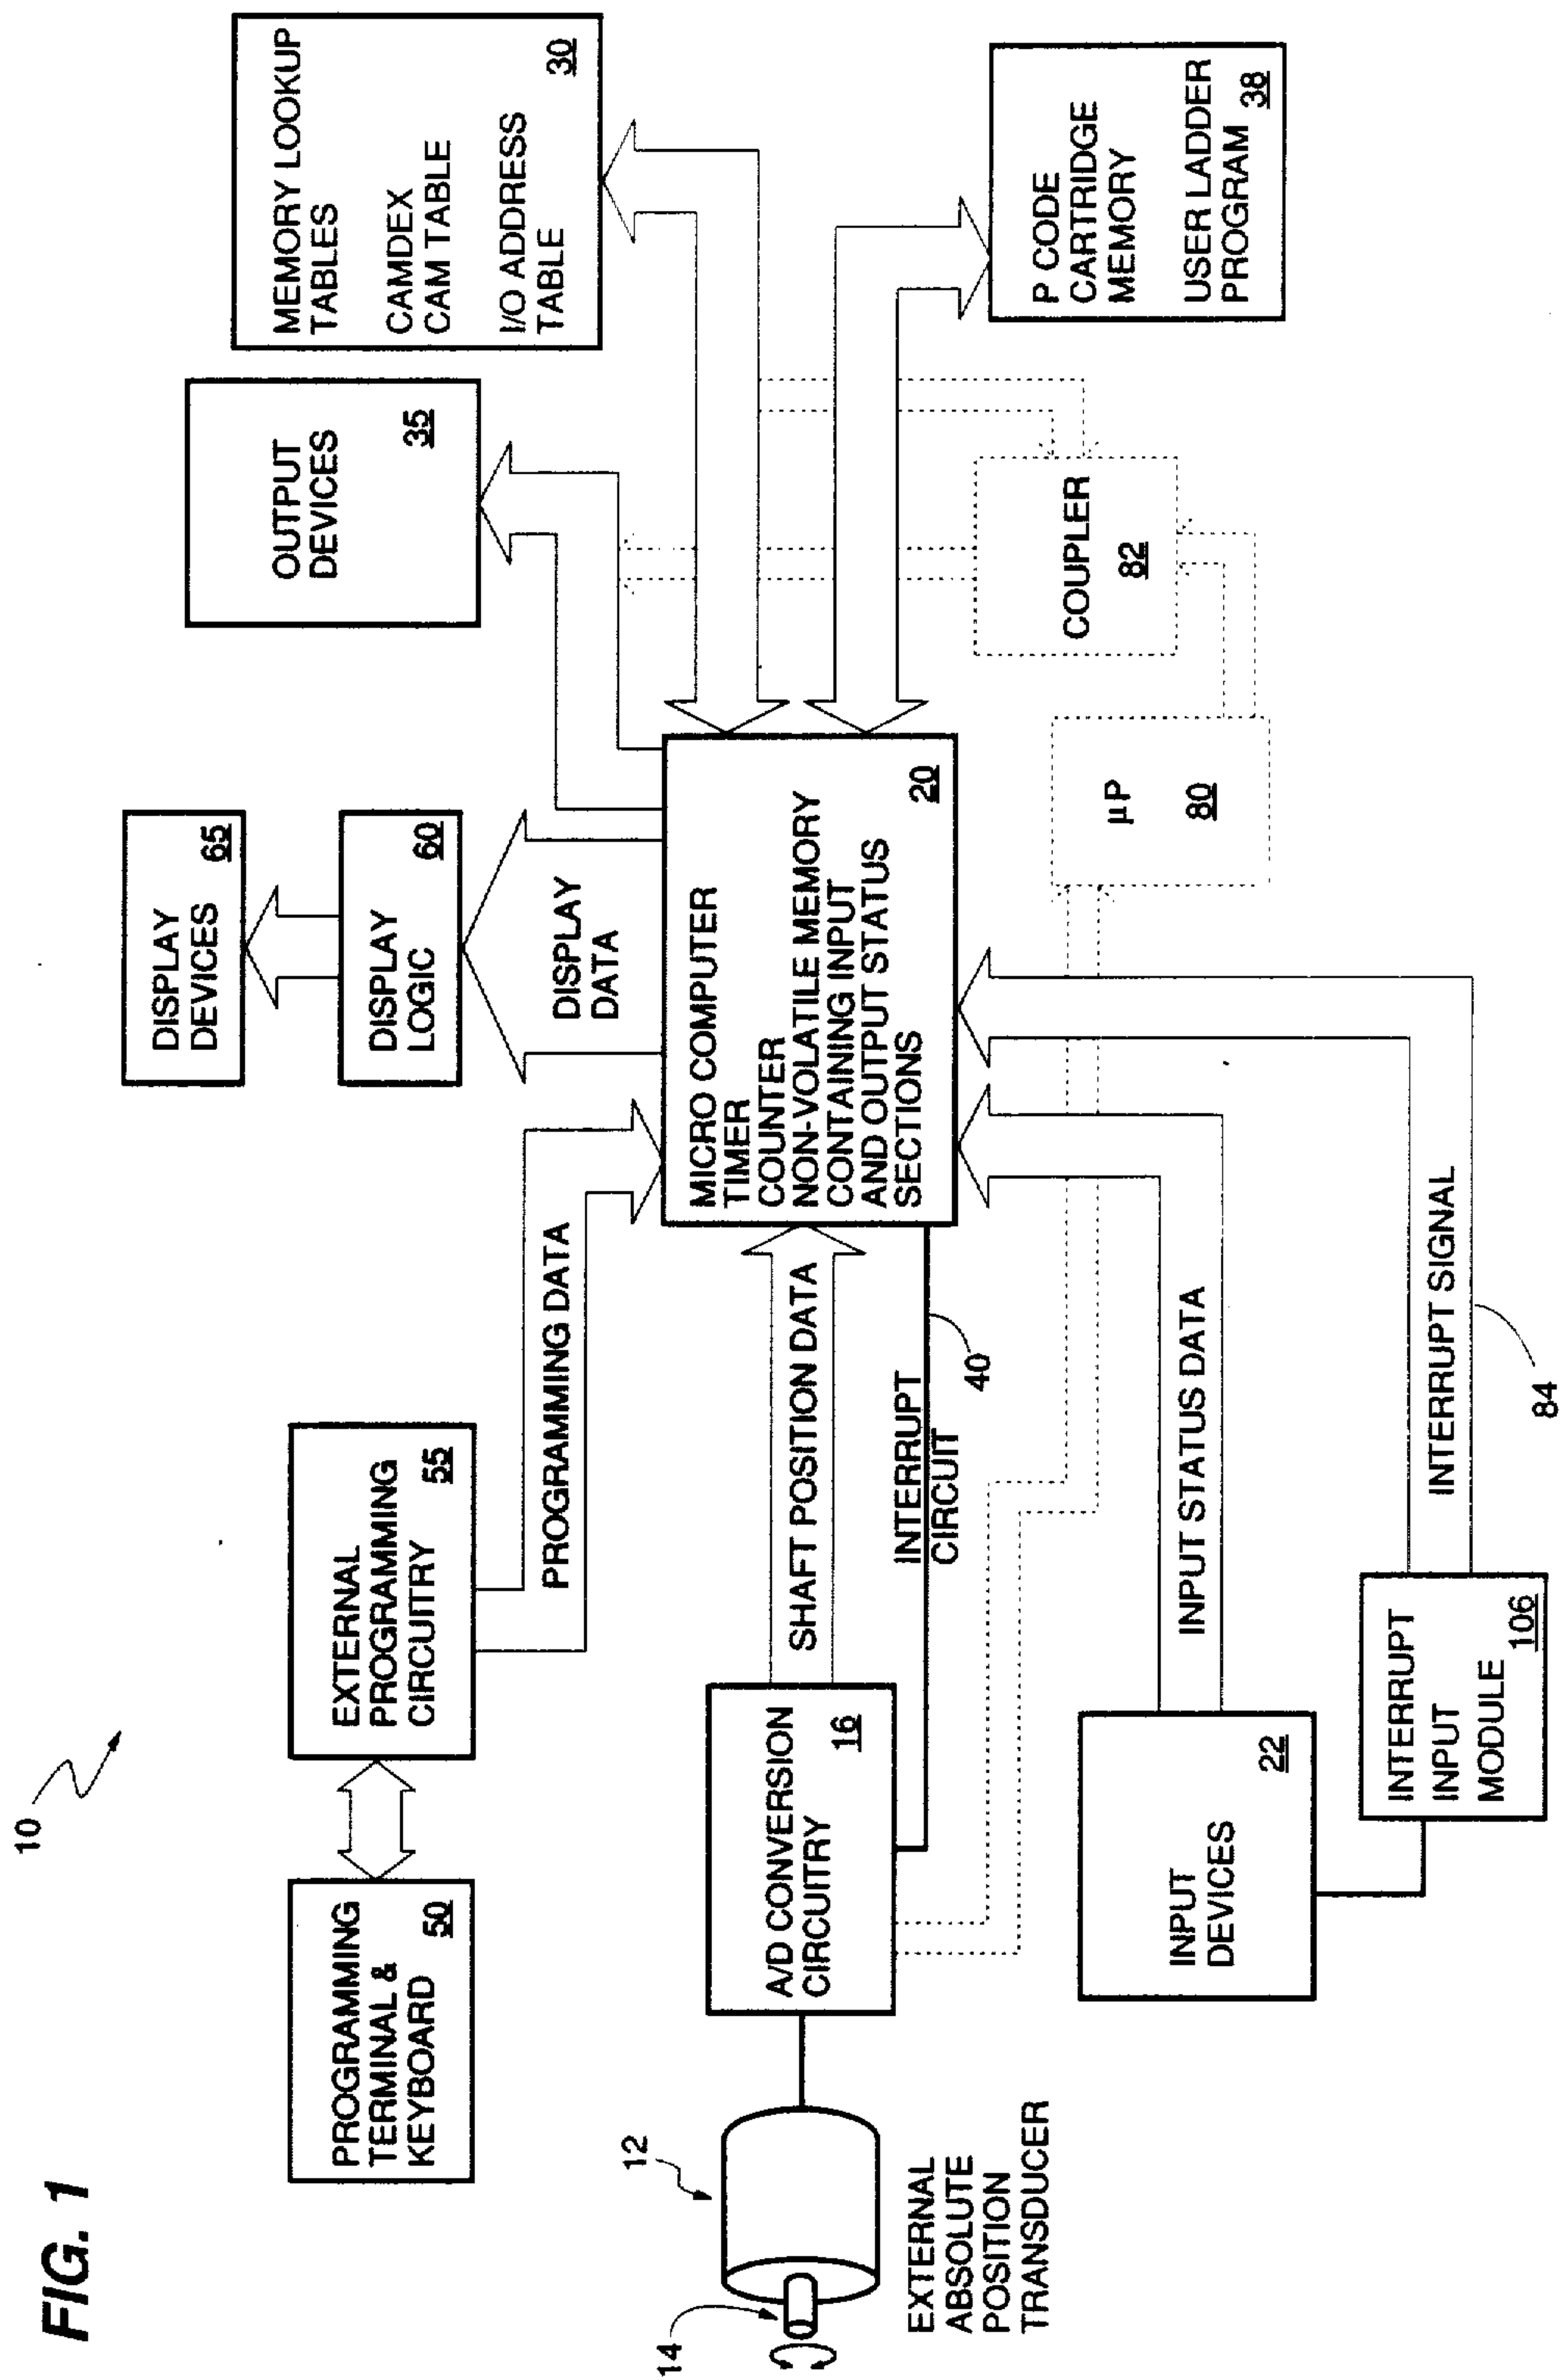 FIG. 1
10
PROGRAMMING
TERMINAL &
KEYBOARD
50
EXTERNAL
PROGRAMMING
CIRCUITRY
55
PROGRAMMING DATA
DISPLAY
DEVICES
65
DISPLAY
LOGIC
60
DISPLAY
DATA
OUTPUT
DEVICES
35
MEMORY LOOKUP
TABLES
CAMDEX
CAM TABLE
I/O ADDRESS
TABLE
30
14
12
EXTERNAL
ABSOLUTE
POSITION
TRANSDUCER
A/D CONVERSION
CIRCUITRY
16
SHAFT POSITION DATA
INTERRUPT
CIRCUIT
40
MICRO COMPUTER
TIMER
COUNTER
NON-VOLATILE MEMORY
CONTAINING INPUT
AND OUTPUT STATUS
SECTIONS
20
P CODE
CARTRIDGE
MEMORY
USER LADDER
PROGRAM
38
COUPLER
82
µP
80
INPUT
DEVICES
22
INPUT STATUS DATA
INTERRUPT
INPUT
MODULE
106
INTERRUPT SIGNAL
84